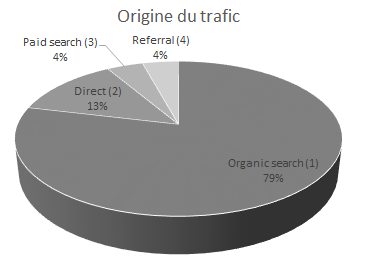 Origine du trafic
Paid search (3)
4%
Referral (4)
4%
Direct (2)
13%
Organic search (1)
79%